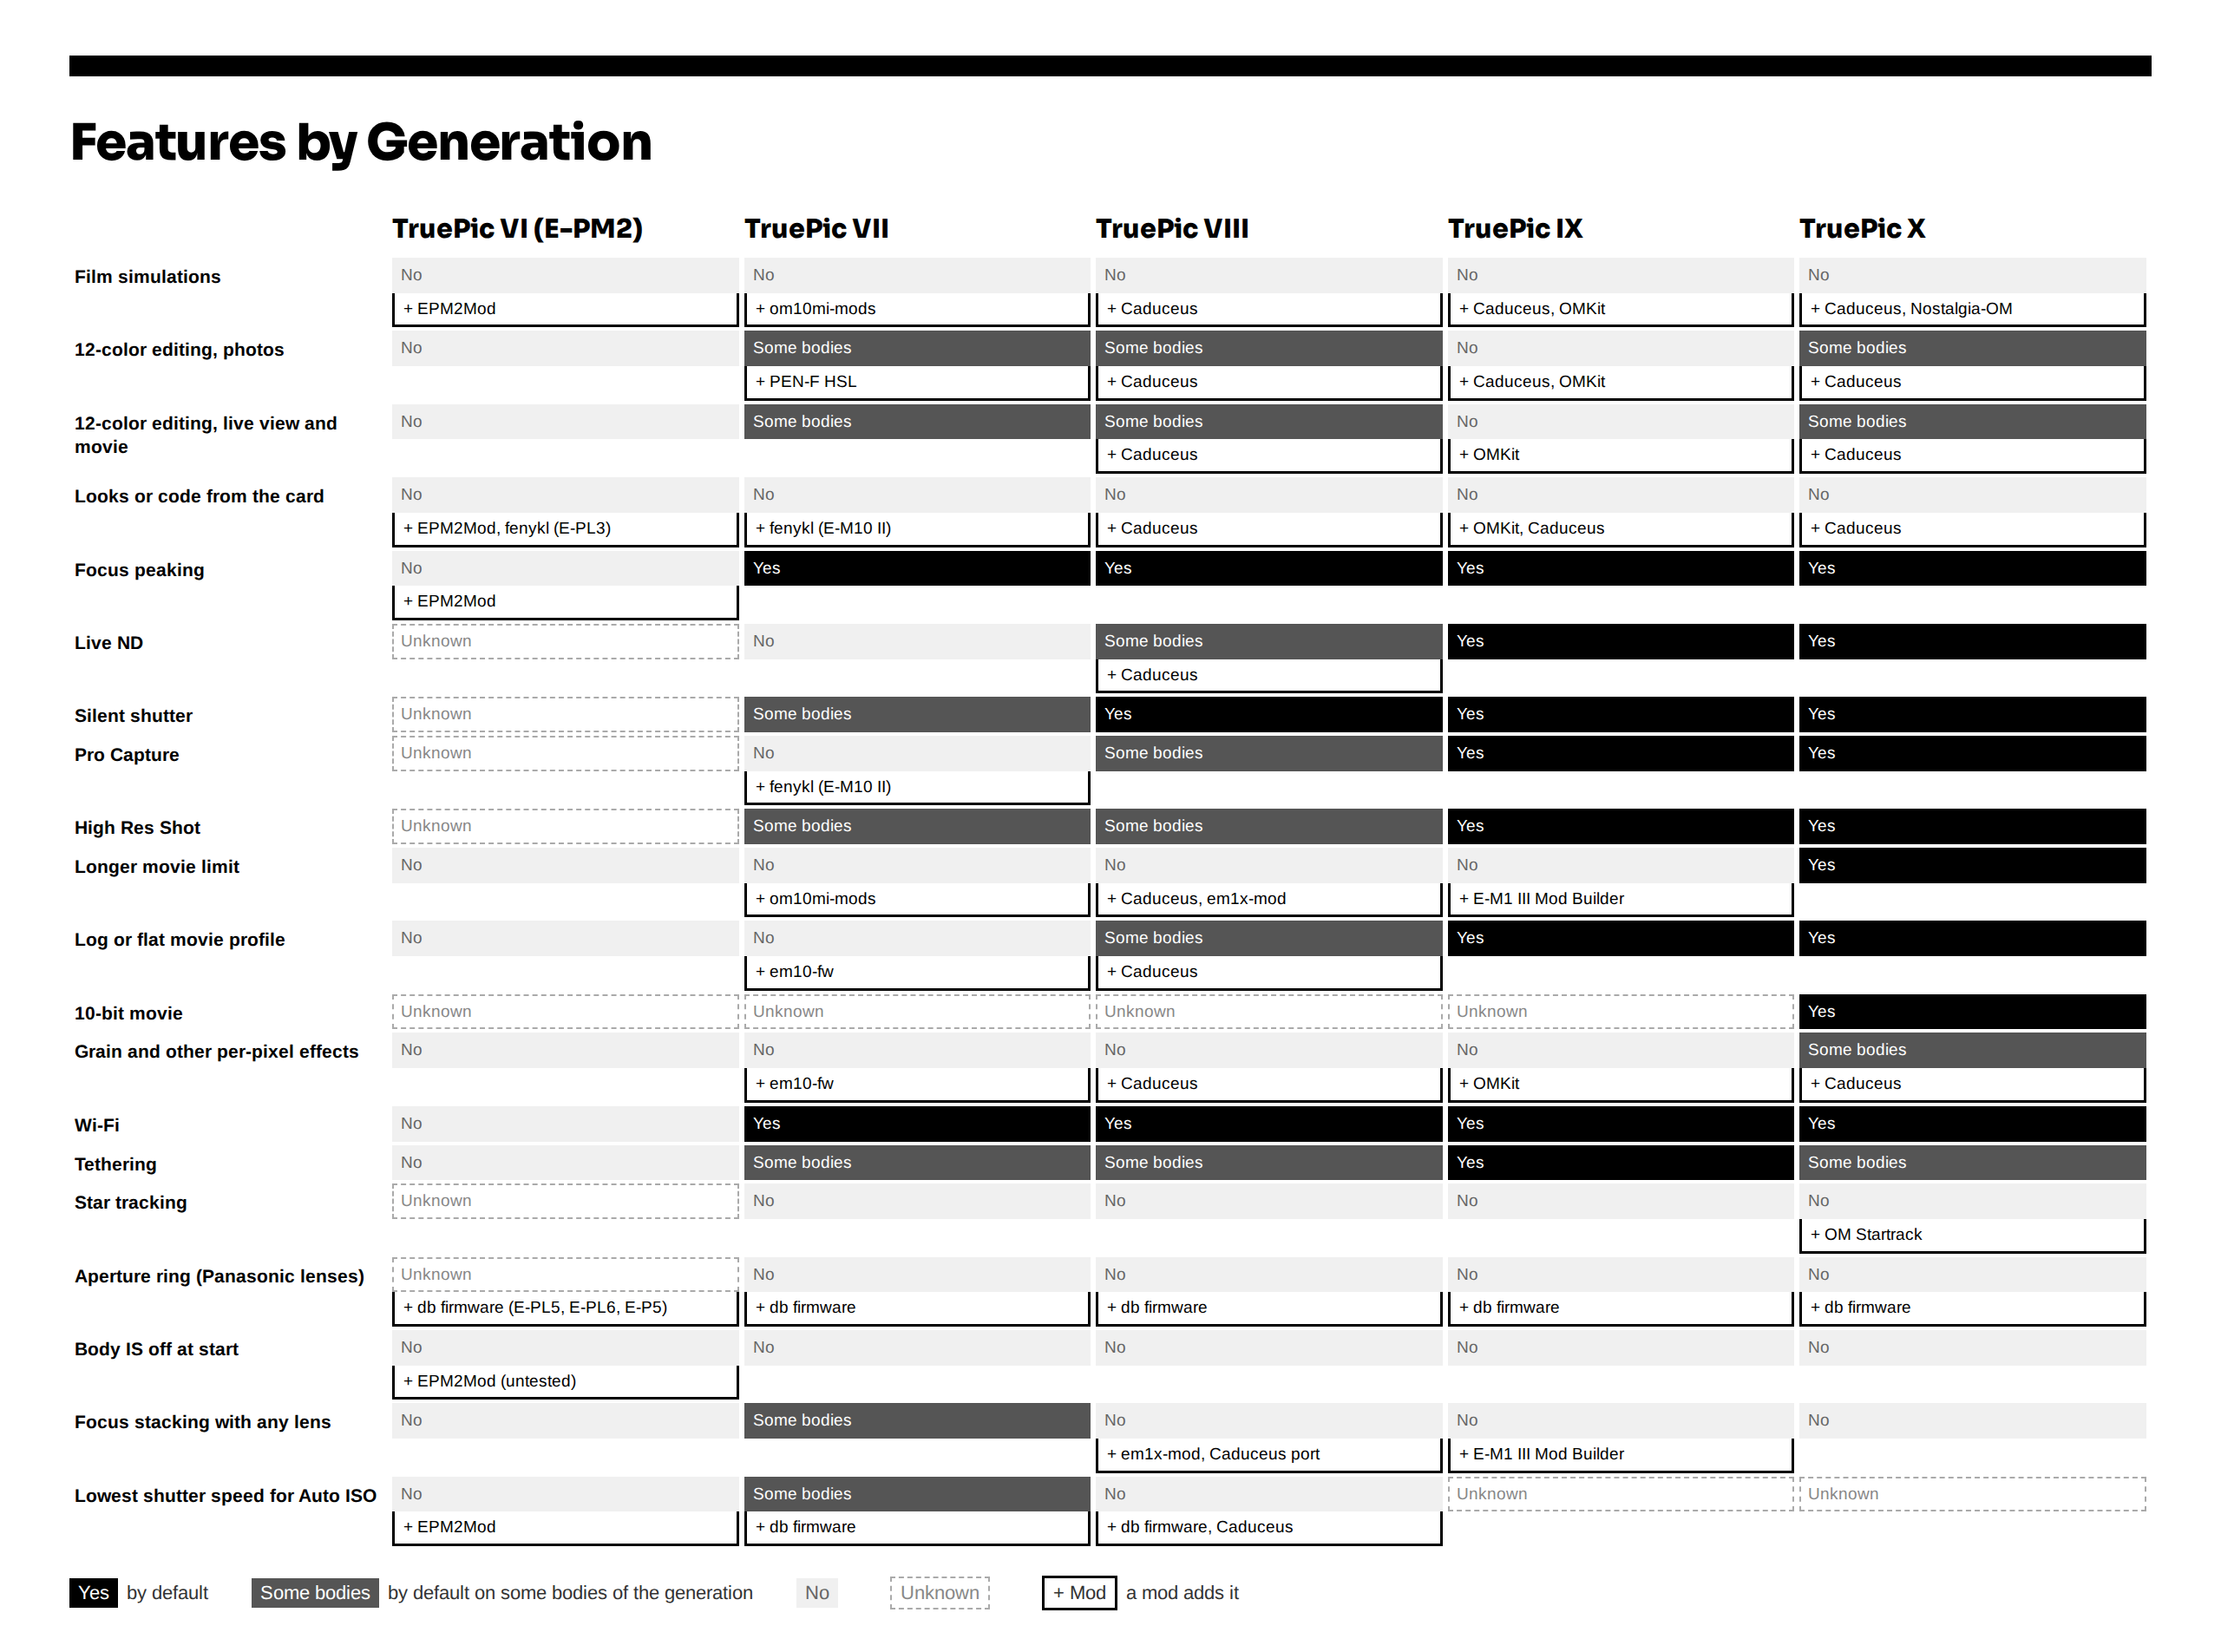 Features by Generation
TruePic VI (E-PM2) TruePic VII TruePic VIII TruePic IX TruePic X
Film simulations No No No No No
+ EPM2Mod + om10mi-mods + Caduceus + Caduceus, OMKit + Caduceus, Nostalgia-OM
12-color editing, photos No Some bodies Some bodies No Some bodies
+ PEN-F HSL + Caduceus + Caduceus, OMKit + Caduceus
12-color editing, live view and No Some bodies Some bodies No Some bodies
movie + Caduceus + OMKit + Caduceus
Looks or code from the card No No No No No
+ EPM2Mod, fenykl (E-PL3) + fenykl (E-M10 II) + Caduceus + OMKit, Caduceus + Caduceus
Focus peaking No Yes Yes Yes Yes
+ EPM2Mod
Live ND Unknown No Some bodies Yes Yes
+ Caduceus
Silent shutter Unknown Some bodies Yes Yes Yes
Pro Capture Unknown No Some bodies Yes Yes
+ fenykl (E-M10 II)
High Res Shot Unknown Some bodies Some bodies Yes Yes
Longer movie limit No No No No Yes
+ om10mi-mods + Caduceus, em1x-mod + E-M1 III Mod Builder
Log or flat movie profile No No Some bodies Yes Yes
+ em10-fw + Caduceus
10-bit movie Unknown Unknown Unknown Unknown Yes
Grain and other per-pixel effects No No No No Some bodies
+ em10-fw + Caduceus + OMKit + Caduceus
Wi-Fi No Yes Yes Yes Yes
Tethering No Some bodies Some bodies Yes Some bodies
Star tracking Unknown No No No No
+ OM Startrack
Aperture ring (Panasonic lenses) Unknown No No No No
+ db firmware (E-PL5, E-PL6, E-P5) + db firmware + db firmware + db firmware + db firmware
Body IS off at start No No No No No
+ EPM2Mod (untested)
Focus stacking with any lens No Some bodies No No No
+ em1x-mod, Caduceus port + E-M1 III Mod Builder
Lowest shutter speed for Auto ISO No Some bodies No Unknown Unknown
+ EPM2Mod + db firmware + db firmware, Caduceus
Yes by default Some bodies by default on some bodies of the generation No Unknown + Mod a mod adds it